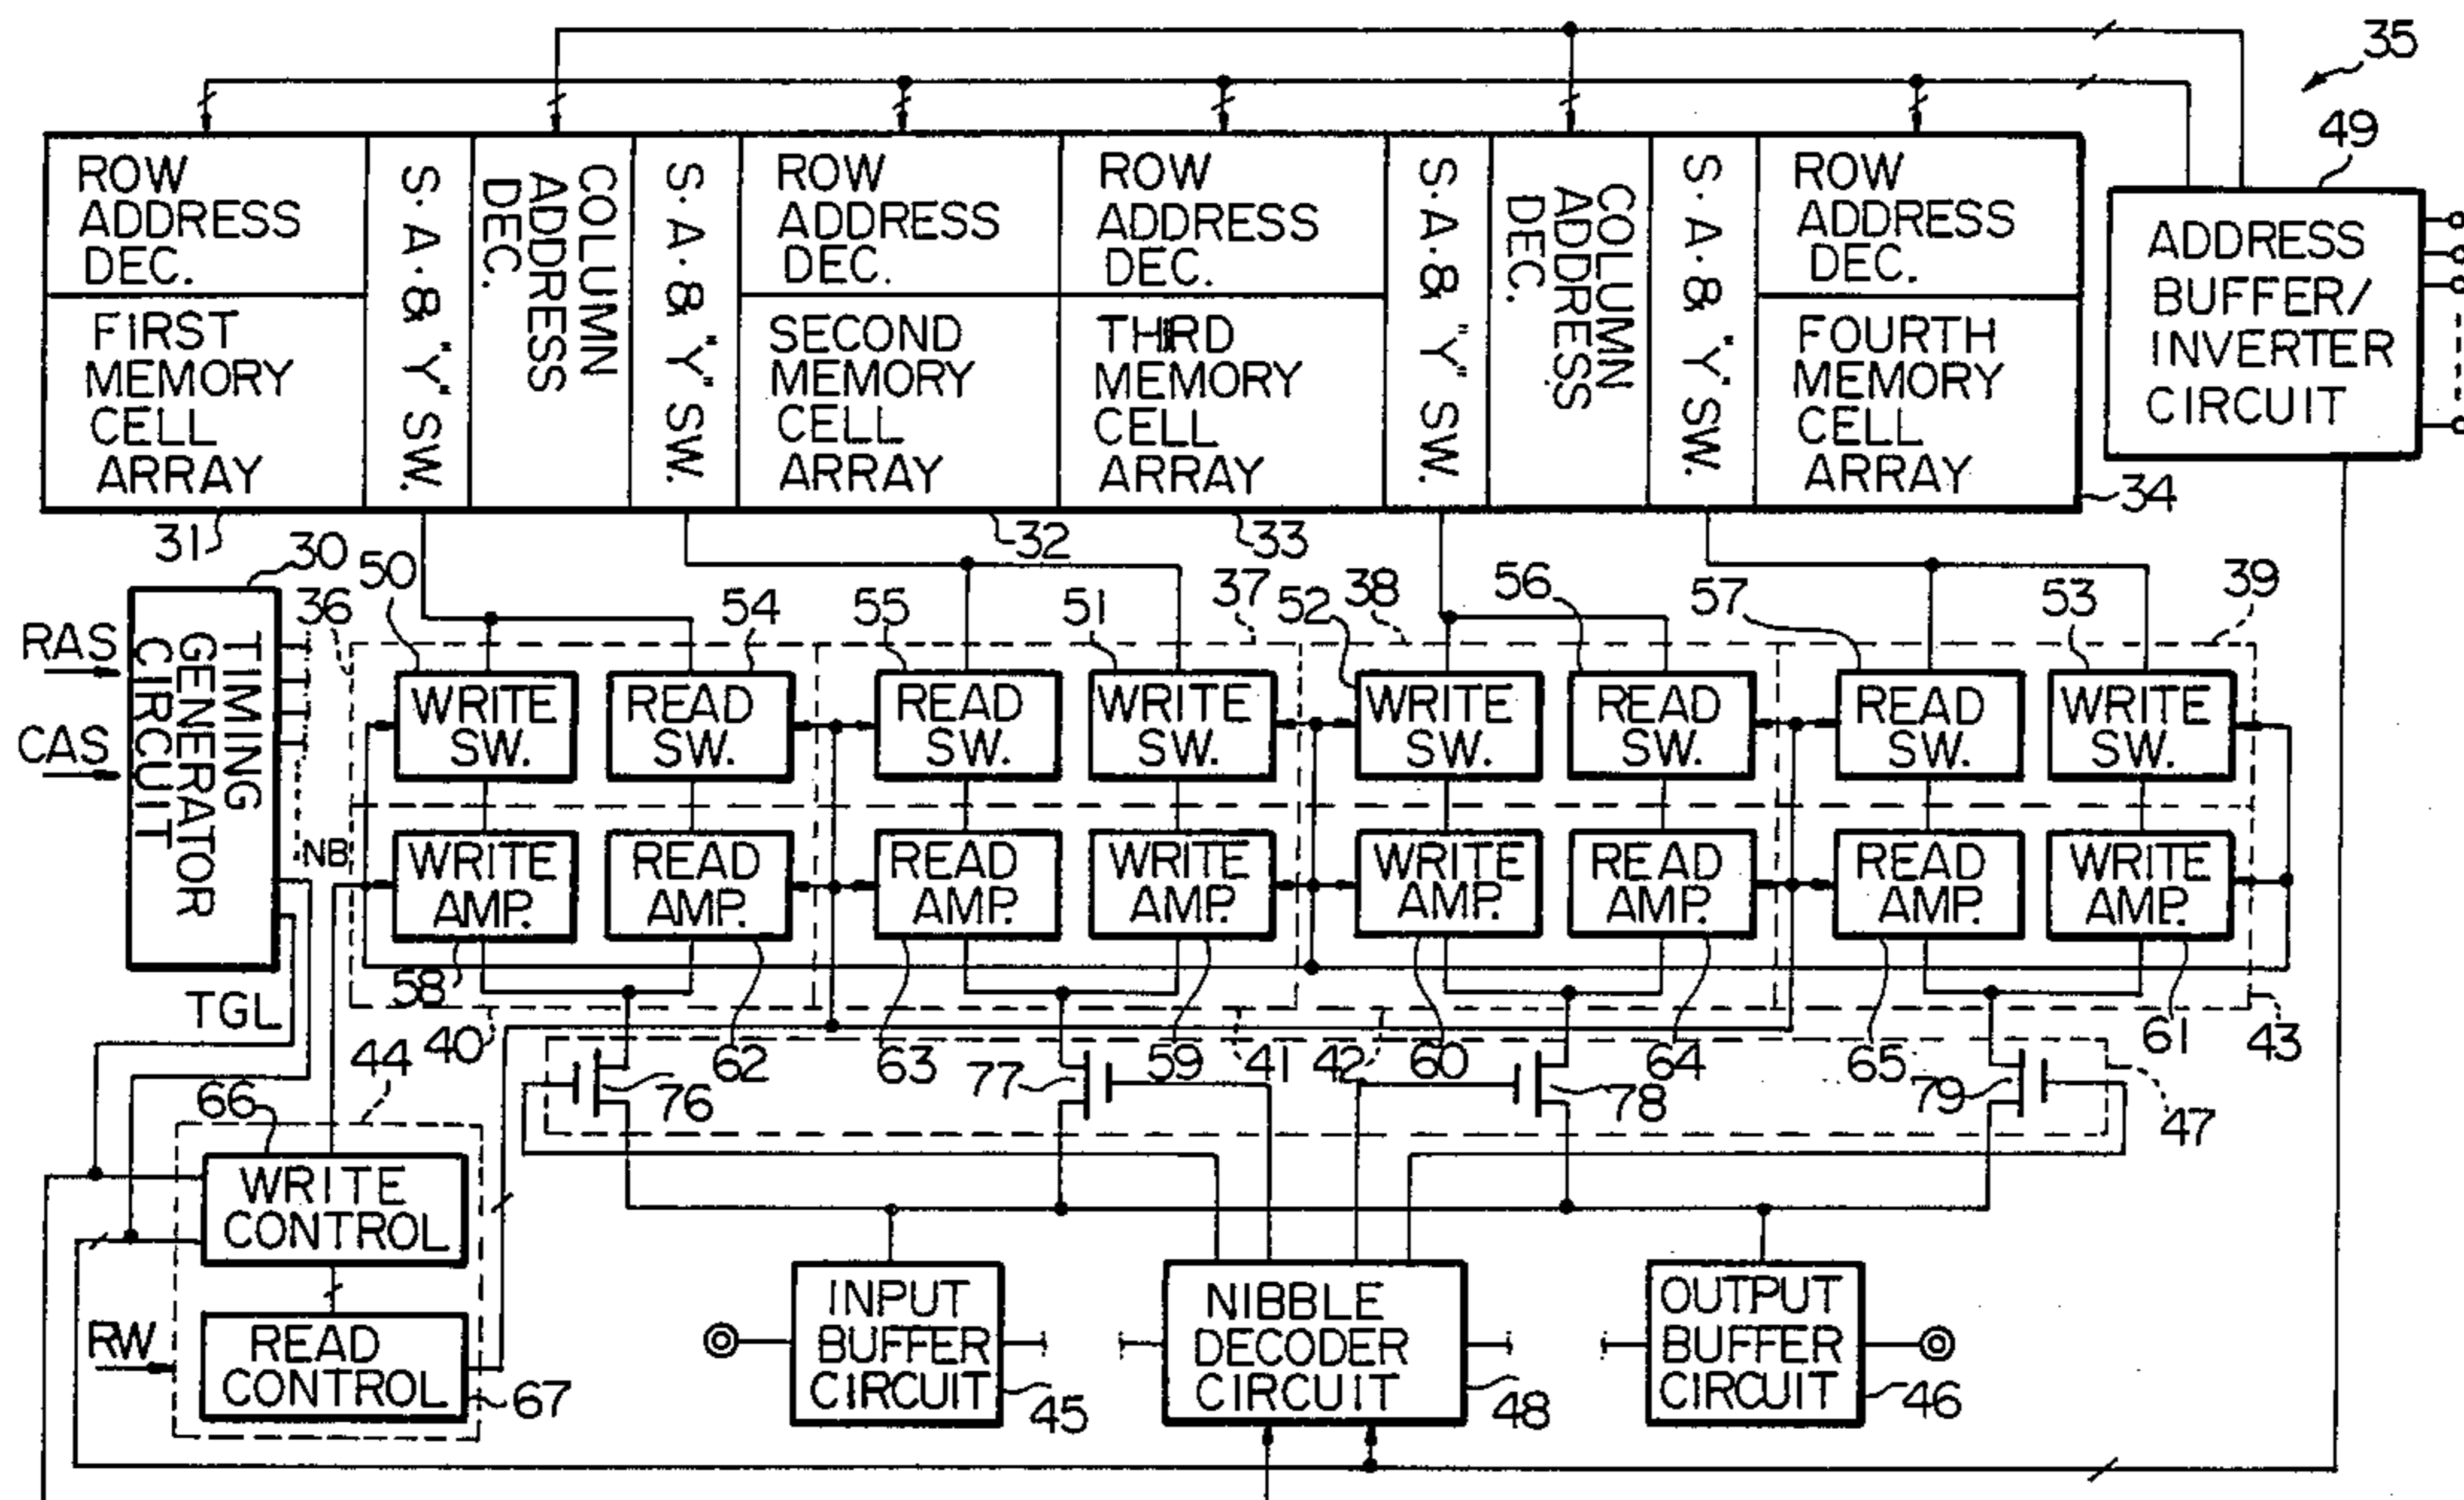 35
49
ROW
ADDRESS
DEC.
FIRST
MEMORY
CELL
ARRAY
S·A·& "Y" SW.
COLUMN
ADDRESS
DEC.
S·A·& "Y" SW.
ROW
ADDRESS
DEC.
SECOND
MEMORY
CELL
ARRAY
ROW
ADDRESS
DEC.
THIRD
MEMORY
CELL
ARRAY
S·A·& "Y" SW.
COLUMN
ADDRESS
DEC.
S·A·& "Y" SW.
ROW
ADDRESS
DEC.
FOURTH
MEMORY
CELL
ARRAY
ADDRESS
BUFFER/
INVERTER
CIRCUIT
31
32
33
34
30
36
50
54
55
51
37
52
38
56
57
53
39
RAS
CAS
TIMING
GENERATOR
CIRCUIT
NB
TGL
WRITE
SW.
READ
SW.
READ
SW.
WRITE
SW.
WRITE
SW.
READ
SW.
READ
SW.
WRITE
SW.
WRITE
AMP.
READ
AMP.
READ
AMP.
WRITE
AMP.
WRITE
AMP.
READ
AMP.
READ
AMP.
WRITE
AMP.
58
40
62
63
59
41
42
60
64
65
61
43
44
66
76
77
78
79
47
WRITE
CONTROL
RW
READ
CONTROL
67
INPUT
BUFFER
CIRCUIT
45
NIBBLE
DECODER
CIRCUIT
48
OUTPUT
BUFFER
CIRCUIT
46